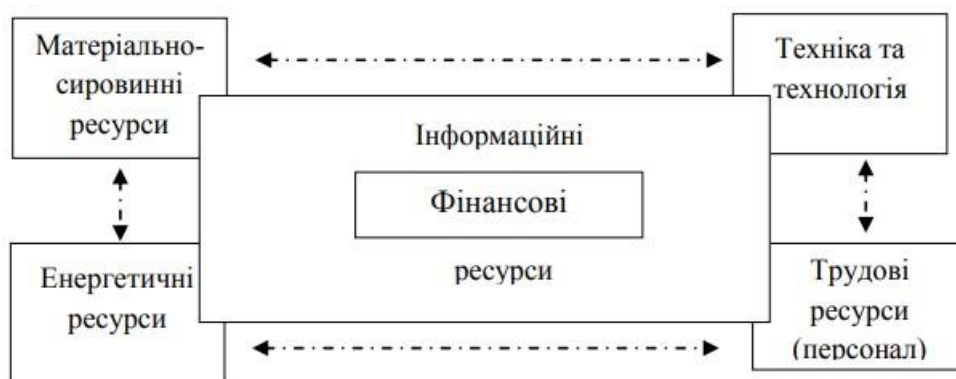 Матеріально-
сировинні
ресурси
Техніка та
технологія
Інформаційні
Фінансові
ресурси
Енергетичні
ресурси
Трудові
ресурси
(персонал)